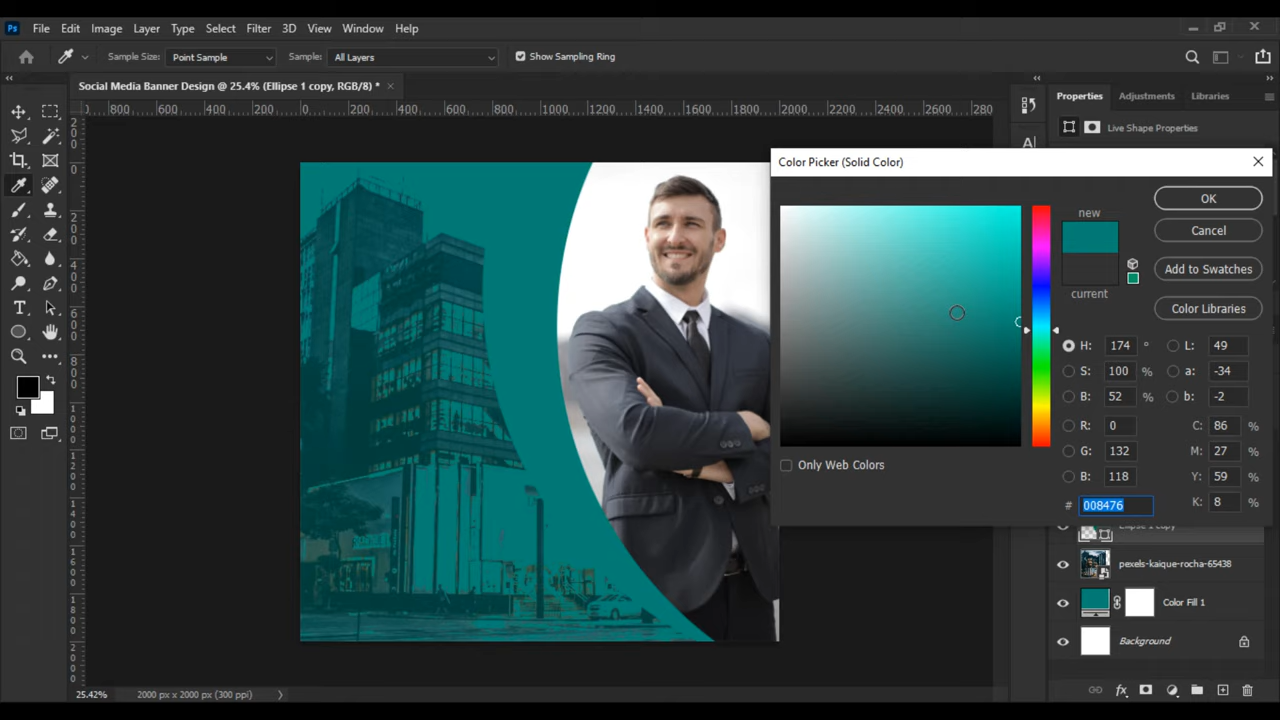 Ps File Edit Image Layer Type Select Filter 3D View Window Help
Sample Size: Point Sample Sample: All Layers Show Sampling Ring
Social Media Banner Design @ 25.4% (Ellipse 1 copy, RGB/8) *
Properties Adjustments Libraries
800 600 400 200 0 200 400 600 800 1000 1200 1400 1600 1800 2000 2200 2400 2600 280
Live Shape Properties
Color Picker (Solid Color)
new
OK
Cancel
Add to Swatches
current
Color Libraries
H: 174 ° L: 49
S: 100 % a: -34
B: 52 % b: -2
R: 0 C: 86 %
G: 132 M: 27 %
B: 118 Y: 59 %
# 008476 K: 8 %
Only Web Colors
Ellipse 1 copy
pexels-kaique-rocha-65438
Color Fill 1
Background
25.42% 2000 px x 2000 px (300 ppi)